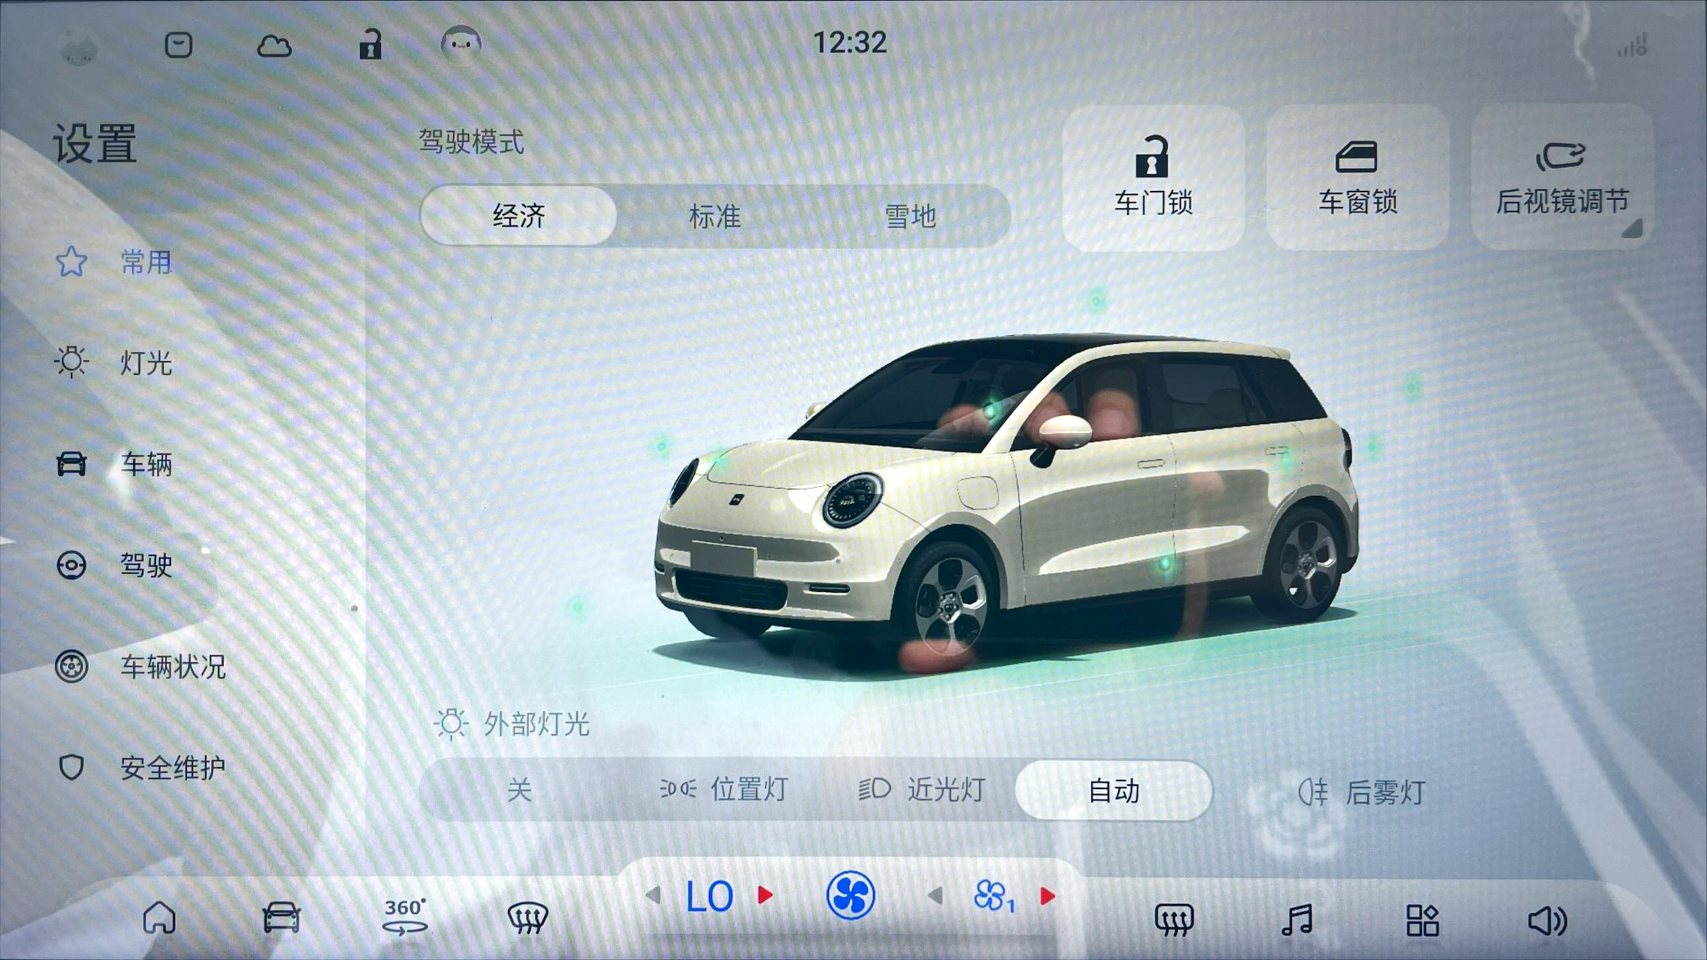 12:32
设置
常用
灯光
车辆
驾驶
车辆状况
安全维护
驾驶模式
经济
标准
雪地
车门锁
车窗锁
后视镜调节
外部灯光
关
位置灯
近光灯
自动
后雾灯
360°
LO
1